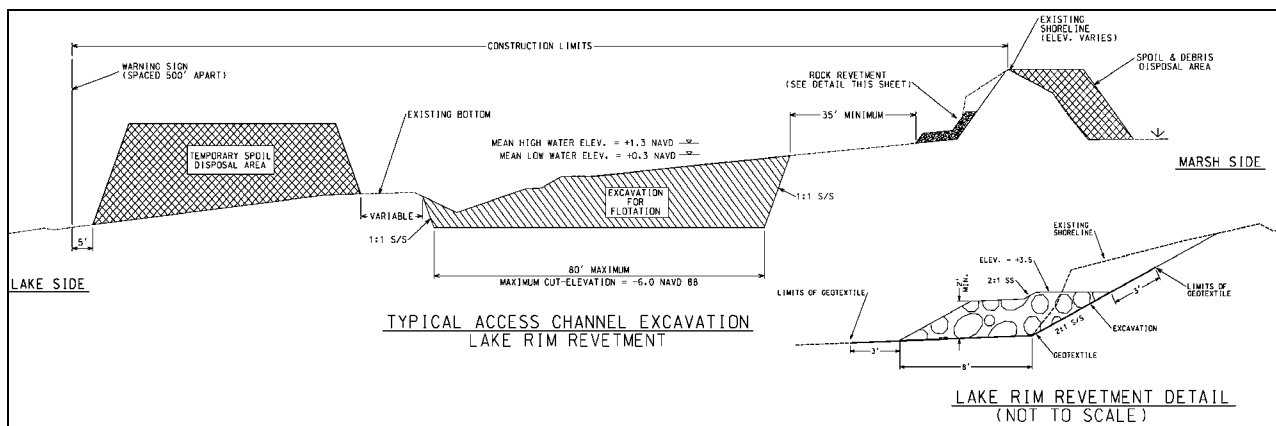 CONSTRUCTION LIMITS
EXISTING
SHORELINE
(ELEV. VARIES)
WARNING SIGN
(SPACED 500' APART)
SPOIL & DEBRIS
DISPOSAL AREA
ROCK REVETMENT
(SEE DETAIL THIS SHEET)
EXISTING BOTTOM
35' MINIMUM
MEAN HIGH WATER ELEV. = +1.3 NAVD
MEAN LOW WATER ELEV. = +0.3 NAVD
TEMPORARY SPOIL
DISPOSAL AREA
MARSH SIDE
EXCAVATION
FOR
FLOTATION
1:1 S/S
VARIABLE
1:1 S/S
5'
LAKE SIDE
80' MAXIMUM
MAXIMUM CUT-ELEVATION = -6.0 NAVD 88
TYPICAL ACCESS CHANNEL EXCAVATION
LAKE RIM REVETMENT
EXISTING
SHORELINE
ELEV. = +3.5
2:1 SS
2'
MIN.
LIMITS OF GEOTEXTILE
3'
LIMITS OF
GEOTEXTILE
2:1 S/S
EXCAVATION
GEOTEXTILE
3'
8'
LAKE RIM REVETMENT DETAIL
(NOT TO SCALE)